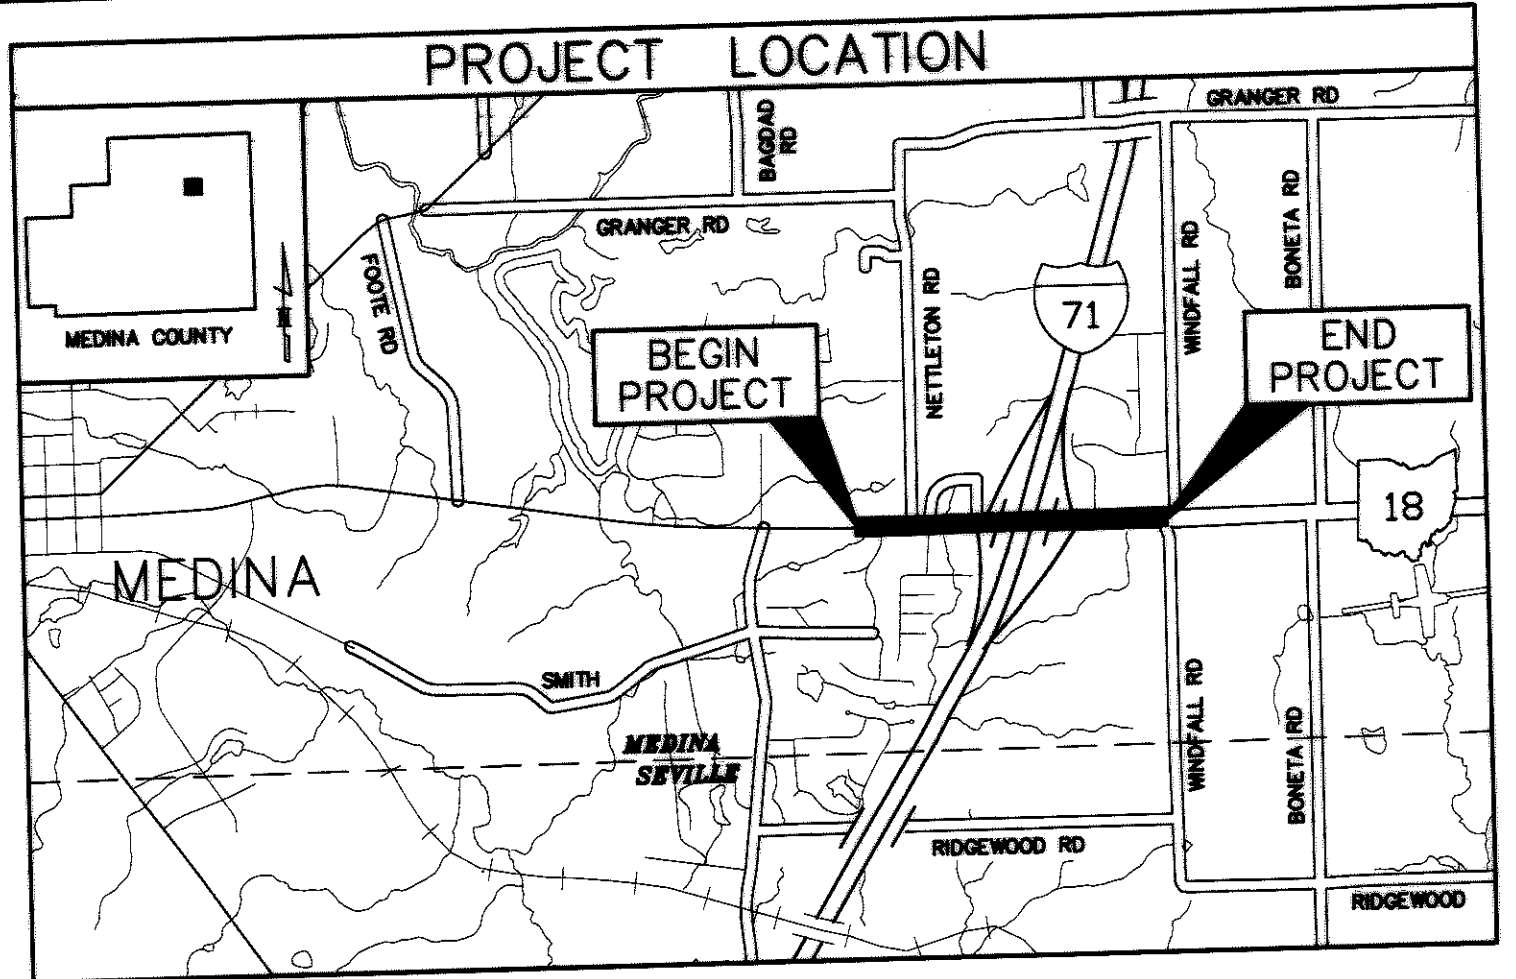 PROJECT LOCATION
GRANGER RD
BAGDAD
RD
BONETA RD
GRANGER RD
WINDFALL RD
FOOTE RD
NETTLETON RD
71
MEDINA COUNTY
BEGIN
PROJECT
END
PROJECT
18
MEDINA
SMITH
WINDFALL RD
BONETA RD
MEDINA
SEVILLE
RIDGEWOOD RD
RIDGEWOOD